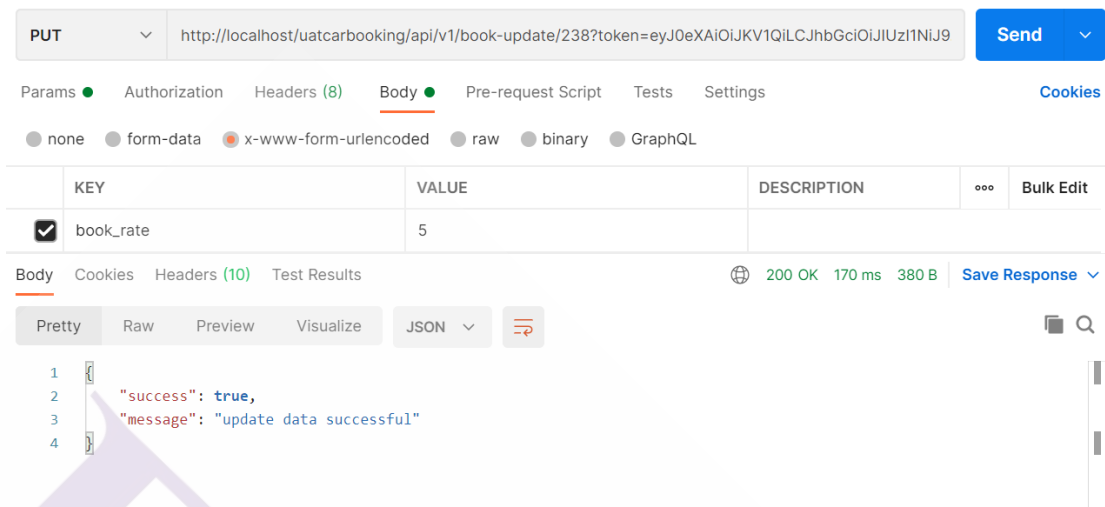 PUT http://localhost/uatcarbooking/api/v1/book-update/238?token=eyJ0eXAiOiJKV1QiLCJhbGciOiJIUzI1NiJ9 Send
Params Authorization Headers (8) Body Pre-request Script Tests Settings Cookies
none form-data x-www-form-urlencoded raw binary GraphQL
KEY VALUE DESCRIPTION ooo Bulk Edit
book_rate 5
Body Cookies Headers (10) Test Results 200 OK 170 ms 380 B Save Response
Pretty Raw Preview Visualize JSON
1 {
2 "success": true,
3 "message": "update data successful"
4 }